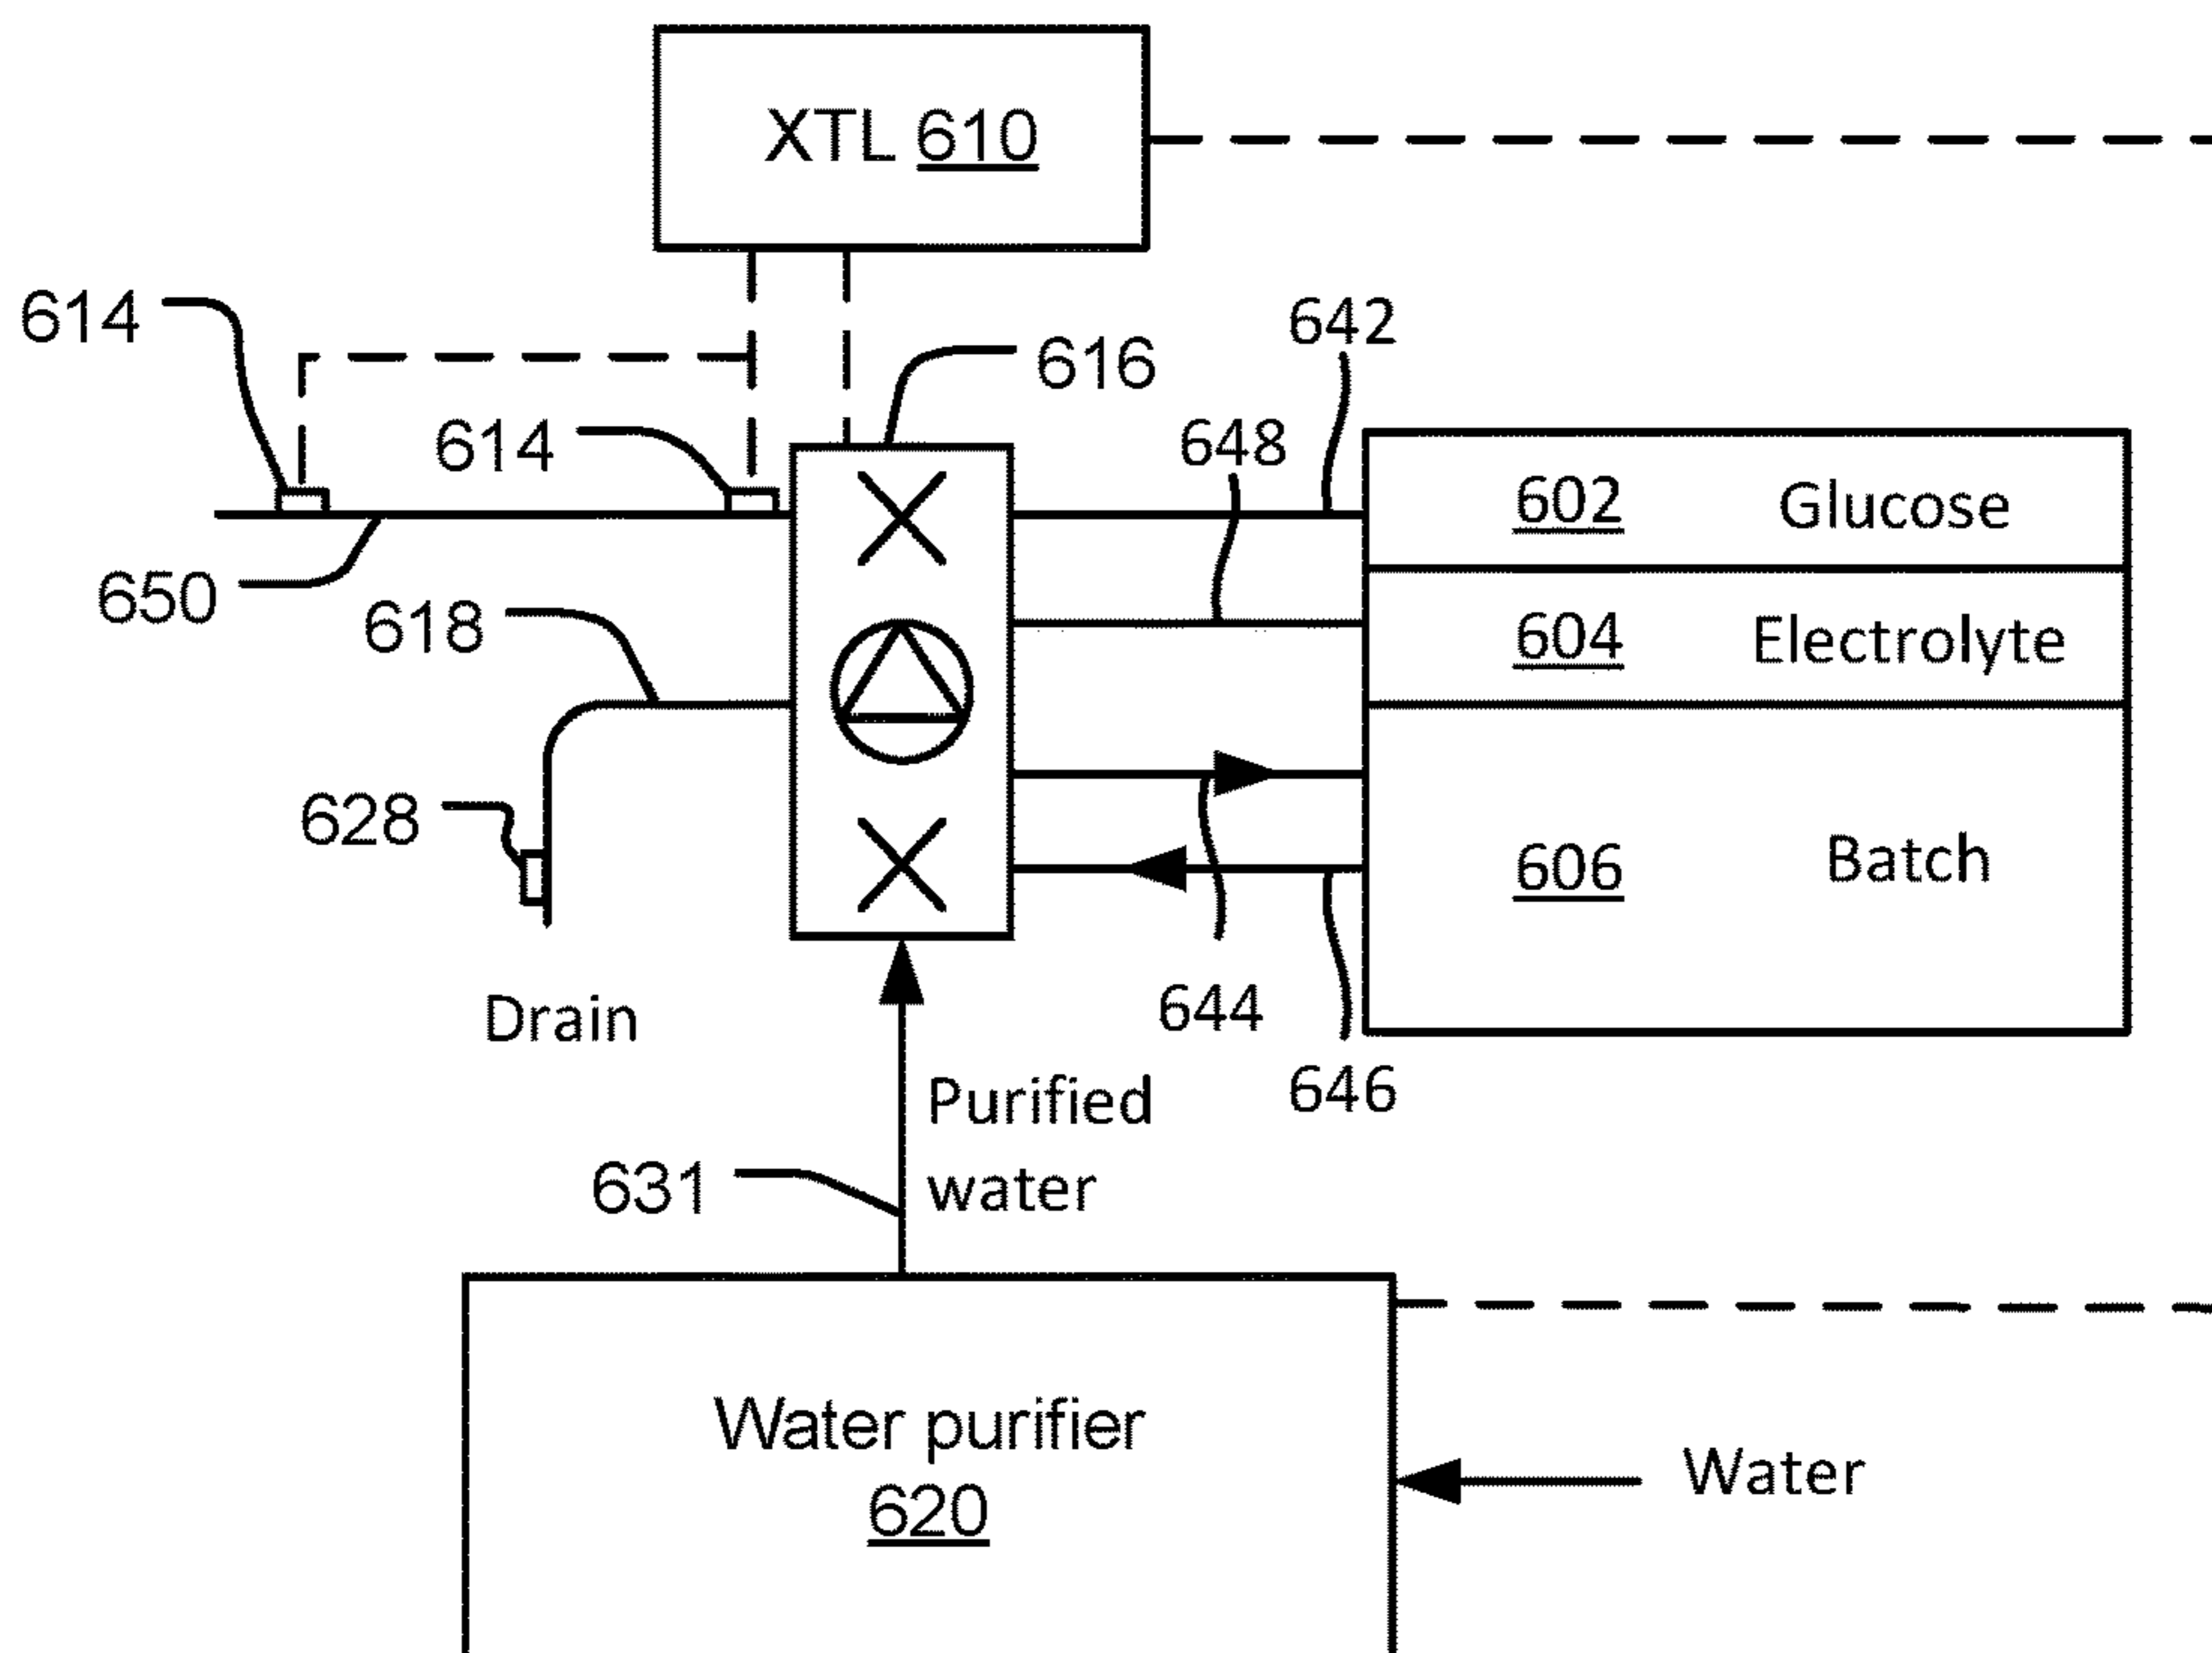 XTL 610
614
642
616
614
648
602 Glucose
650
618
604 Electrolyte
628
606 Batch
644
Drain
646
Purified
water
631
Water purifier
620
Water